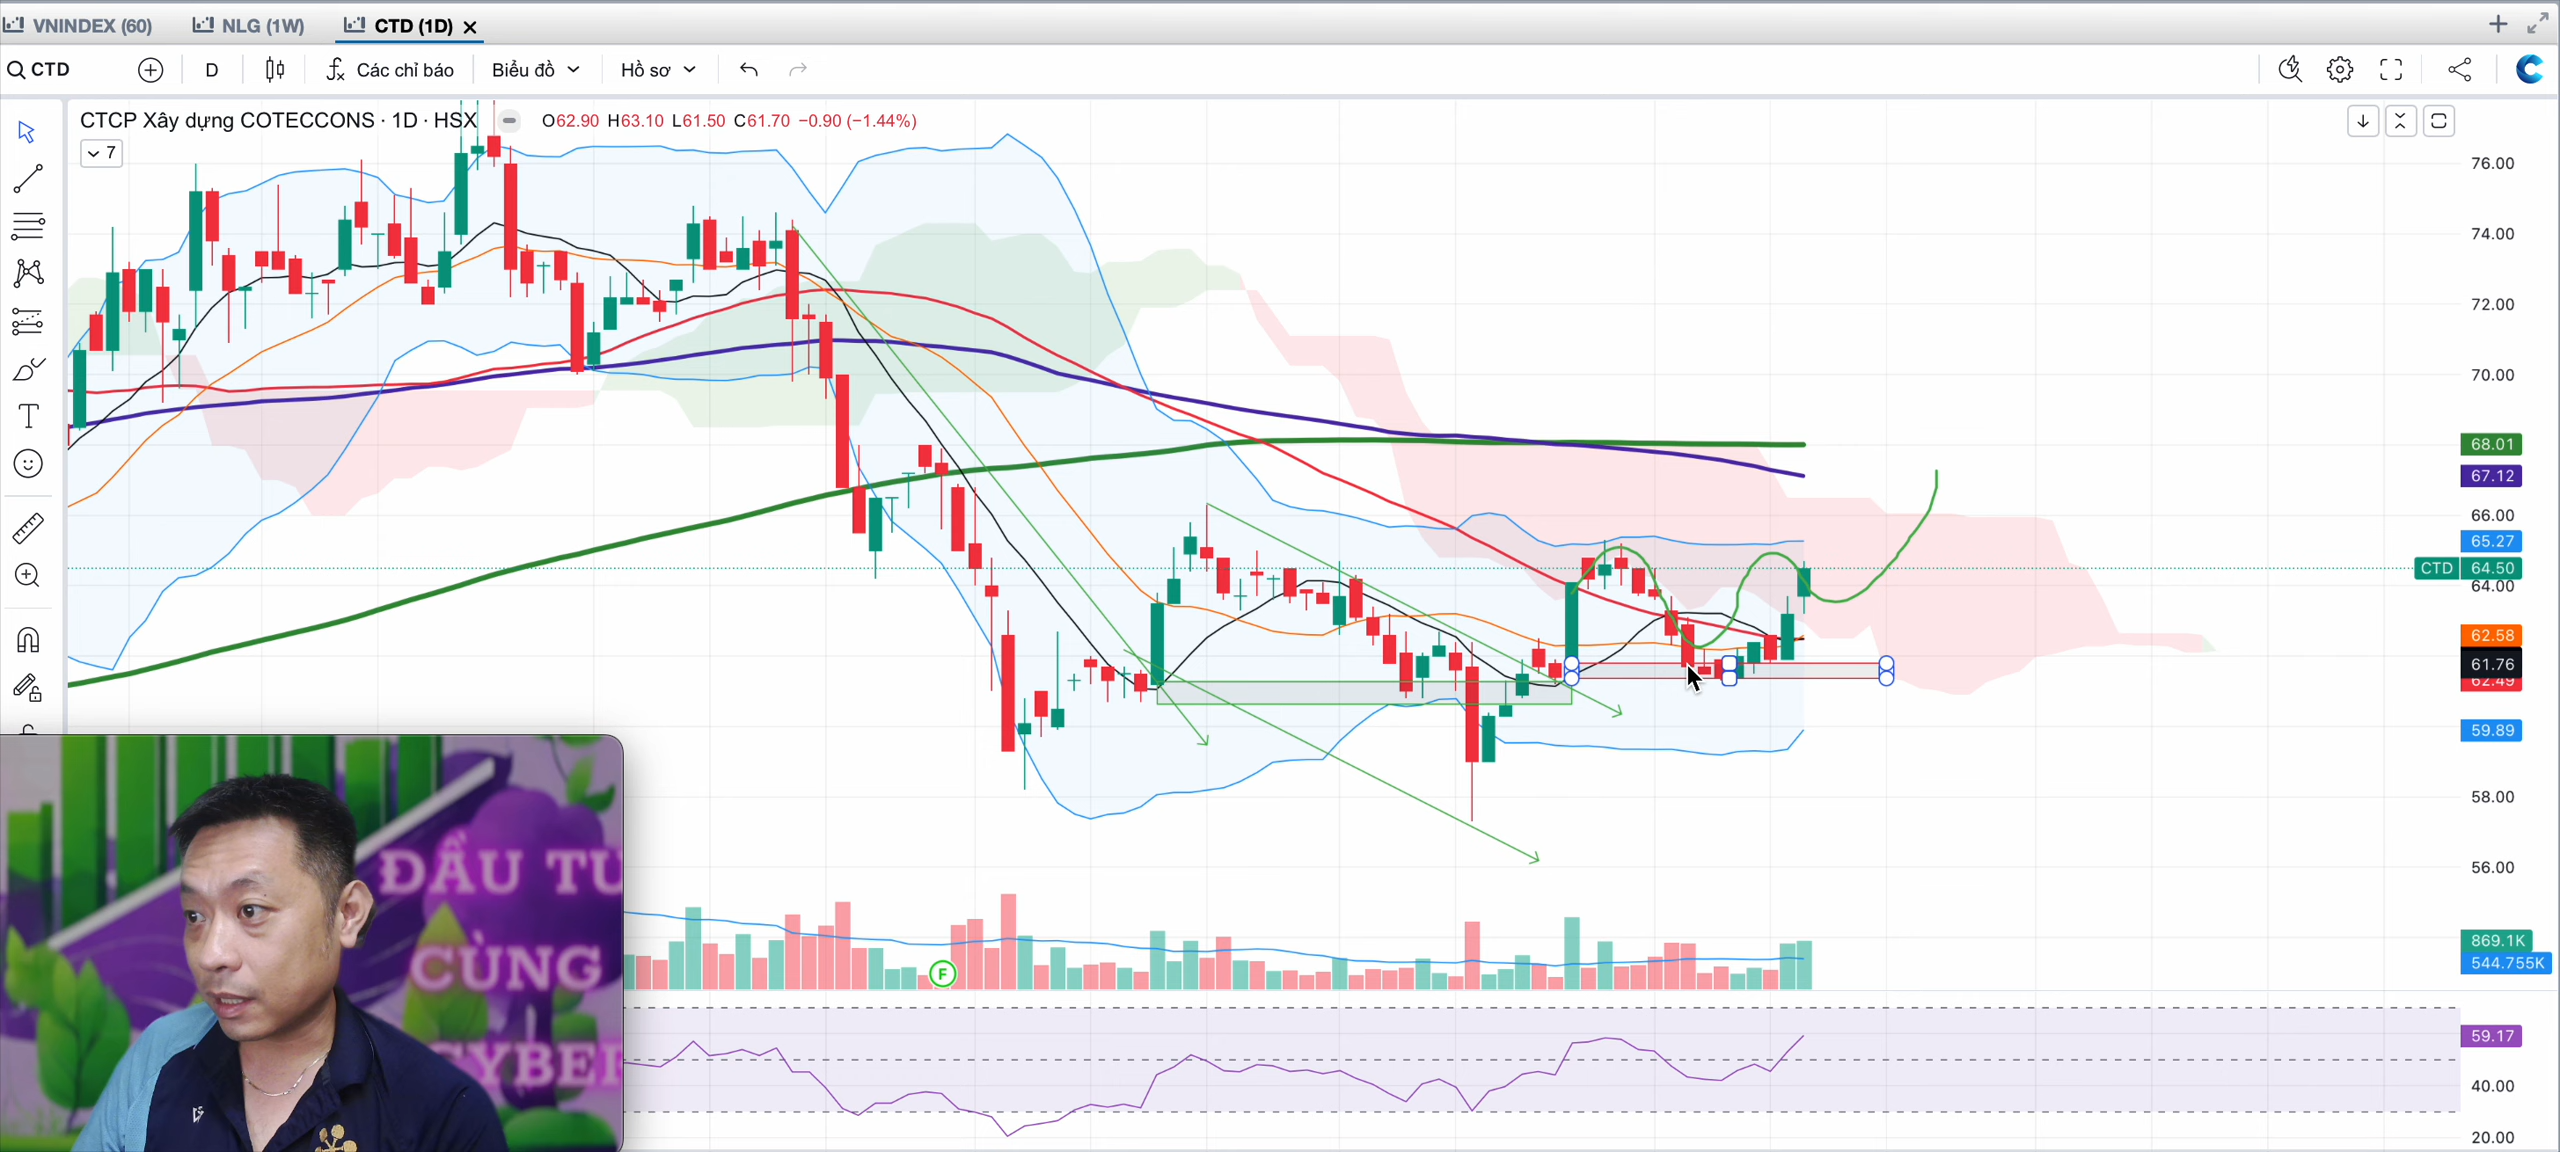 VNINDEX (60) NLG (1W) CTD (1D)
CTD D Các chỉ báo Biểu đồ Hồ sơ
CTCP Xây dựng COTECCONS · 1D · HSX O62.90 H63.10 L61.50 C61.70 −0.90 (−1.44%)
7
76.00
74.00
72.00
70.00
68.01
67.12
66.00
65.27
CTD 64.50
64.00
62.58
61.76
62.49
59.89
58.00
56.00
869.1K
544.755K
F
59.17
40.00
20.00
ĐẦU TƯ
CÙNG